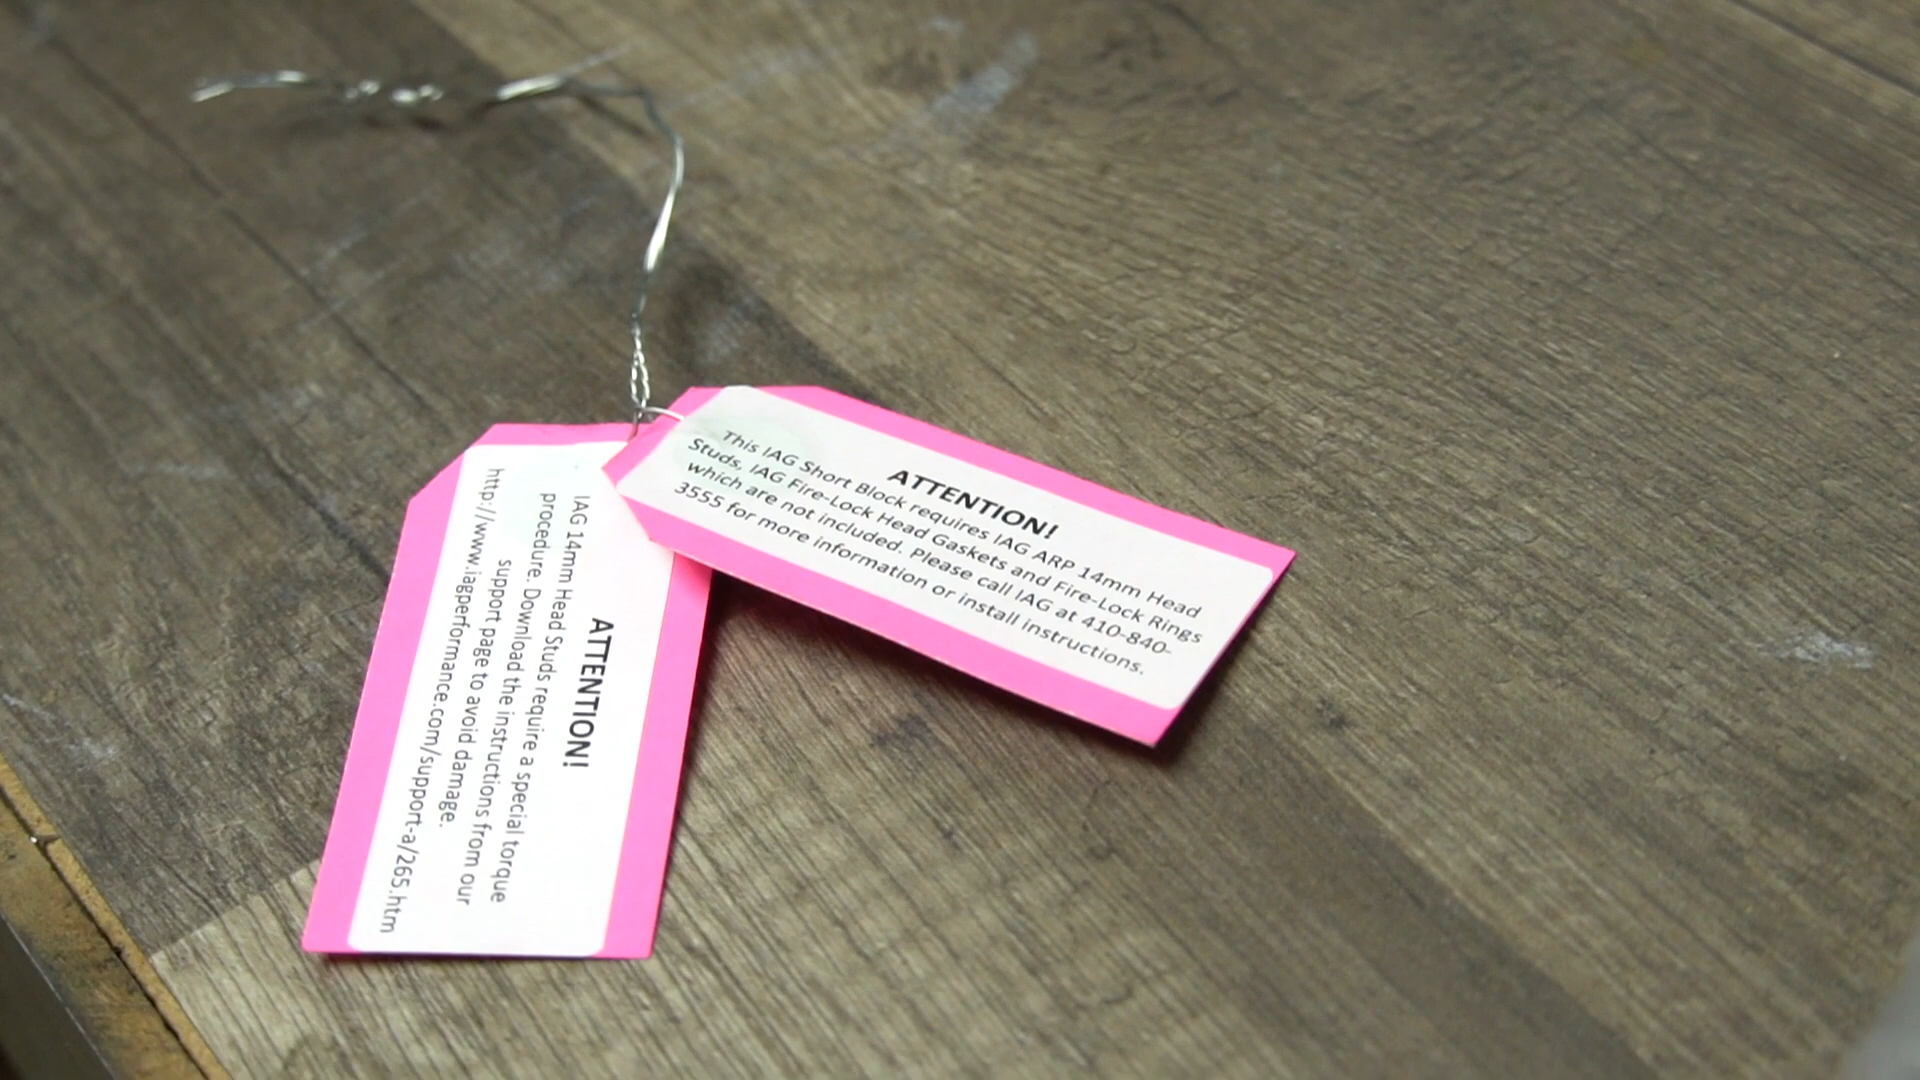 ATTENTION!
This IAG Short Block requires IAG ARP 14mm Head
Studs, IAG Fire-Lock Head Gaskets and Fire-Lock Rings
which are not included. Please call IAG at 410-840-
3555 for more information or install instructions.
ATTENTION!
IAG 14mm Head Studs require a special torque
procedure. Download the instructions from our
support page to avoid damage.
http://www.iagperformance.com/support-a/265.htm